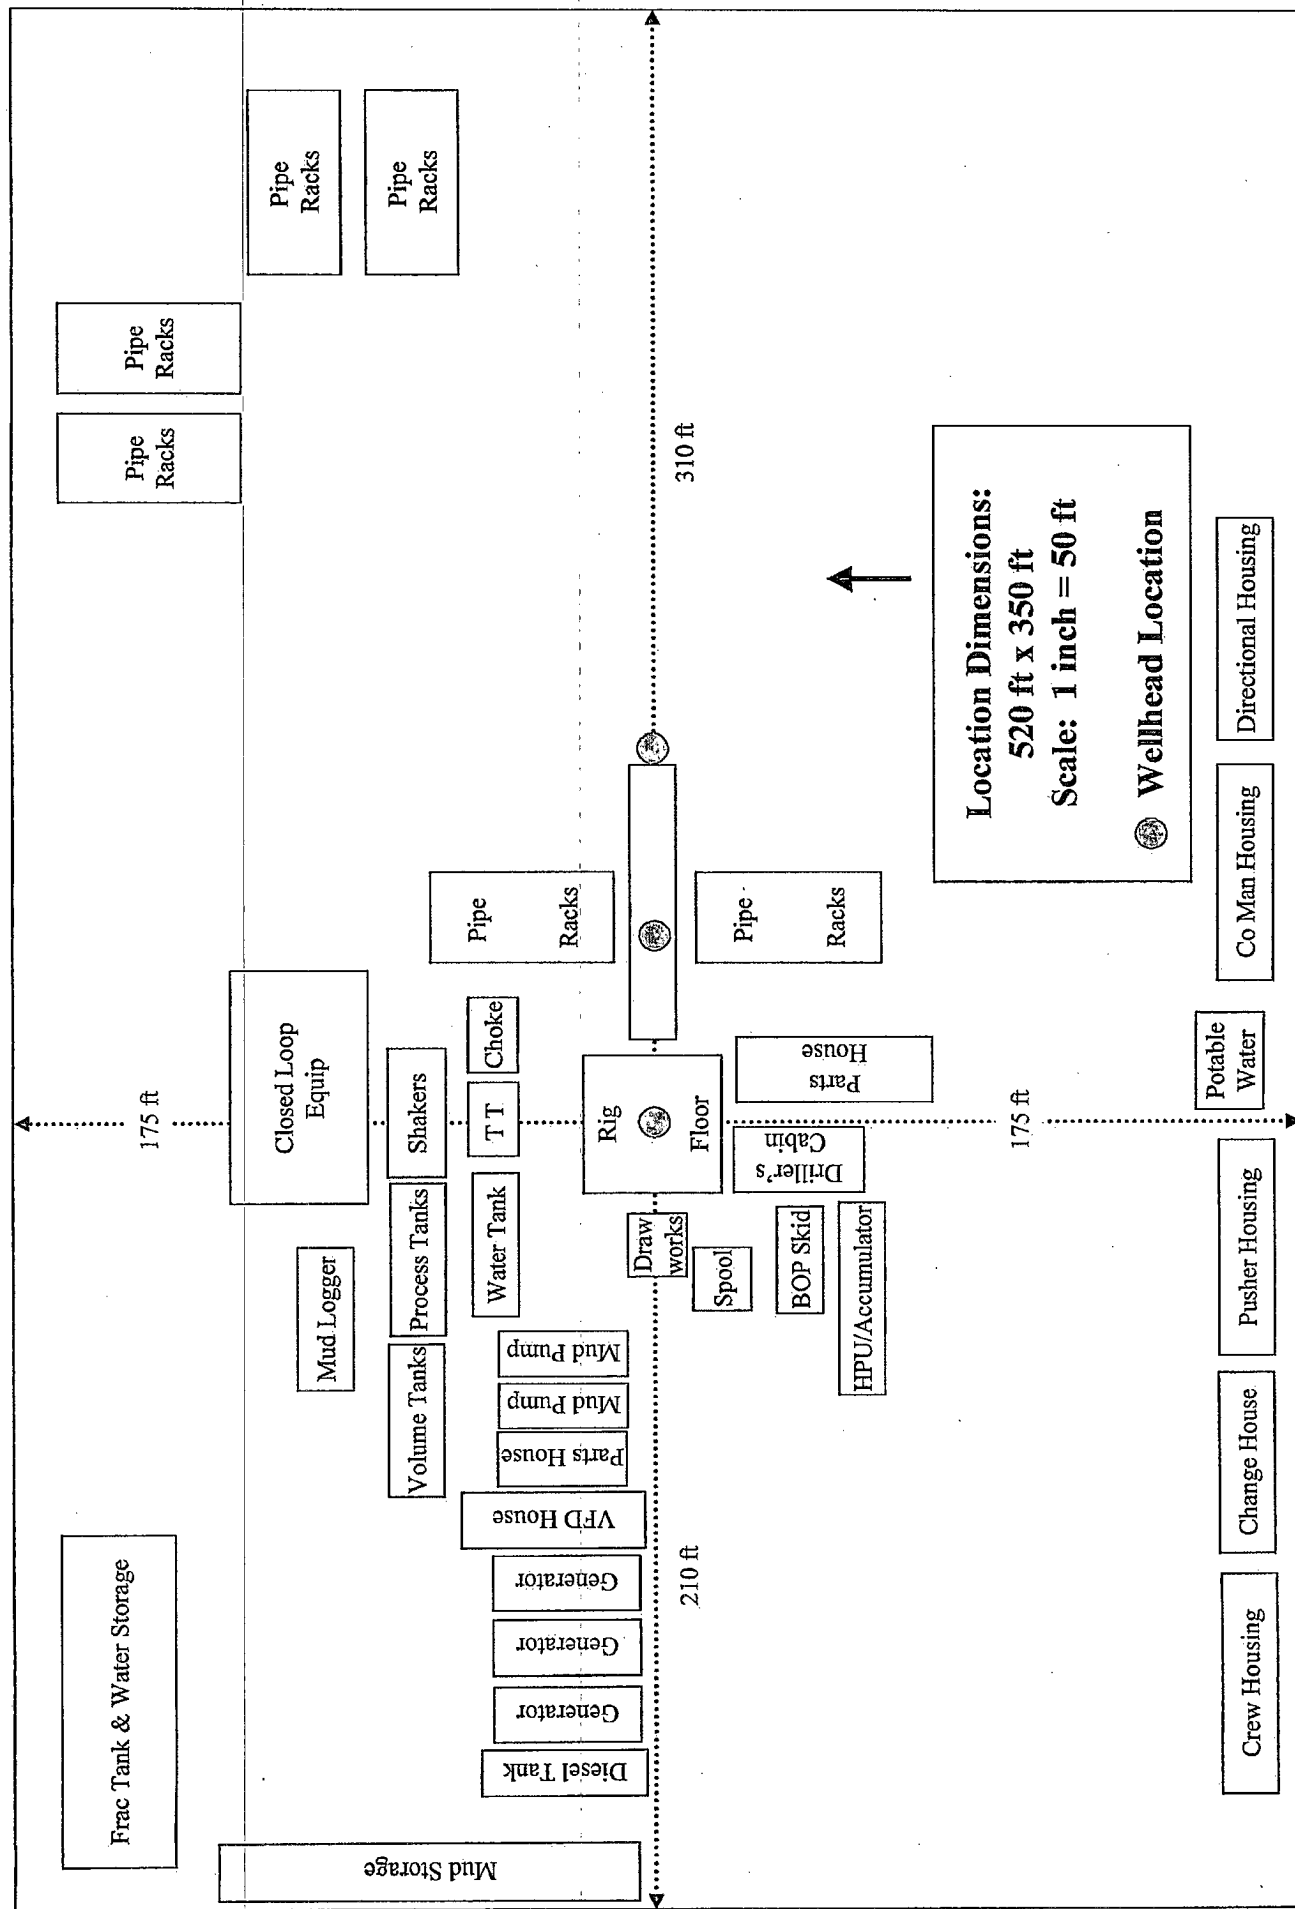 Frac Tank & Water Storage
Pipe
Racks
Pipe
Racks
175 ft
Closed Loop
Equip
Pipe
Racks
Pipe
Racks
Mud Logger
Volume Tanks
Process Tanks
Shakers
Water Tank
T T
Choke
Pipe
Racks
Mud Storage
Diesel Tank
Generator
Generator
Generator
VFD House
Parts House
Mud Pump
Mud Pump
Draw
works
Rig
Floor
210 ft
310 ft
Spool
BOP Skid
HPU/Accumulator
Driller's
Cabin
Parts
House
Pipe
Racks
175 ft
Location Dimensions:
520 ft x 350 ft
Scale: 1 inch = 50 ft
Wellhead Location
Crew Housing
Change House
Pusher Housing
Potable
Water
Co Man Housing
Directional Housing